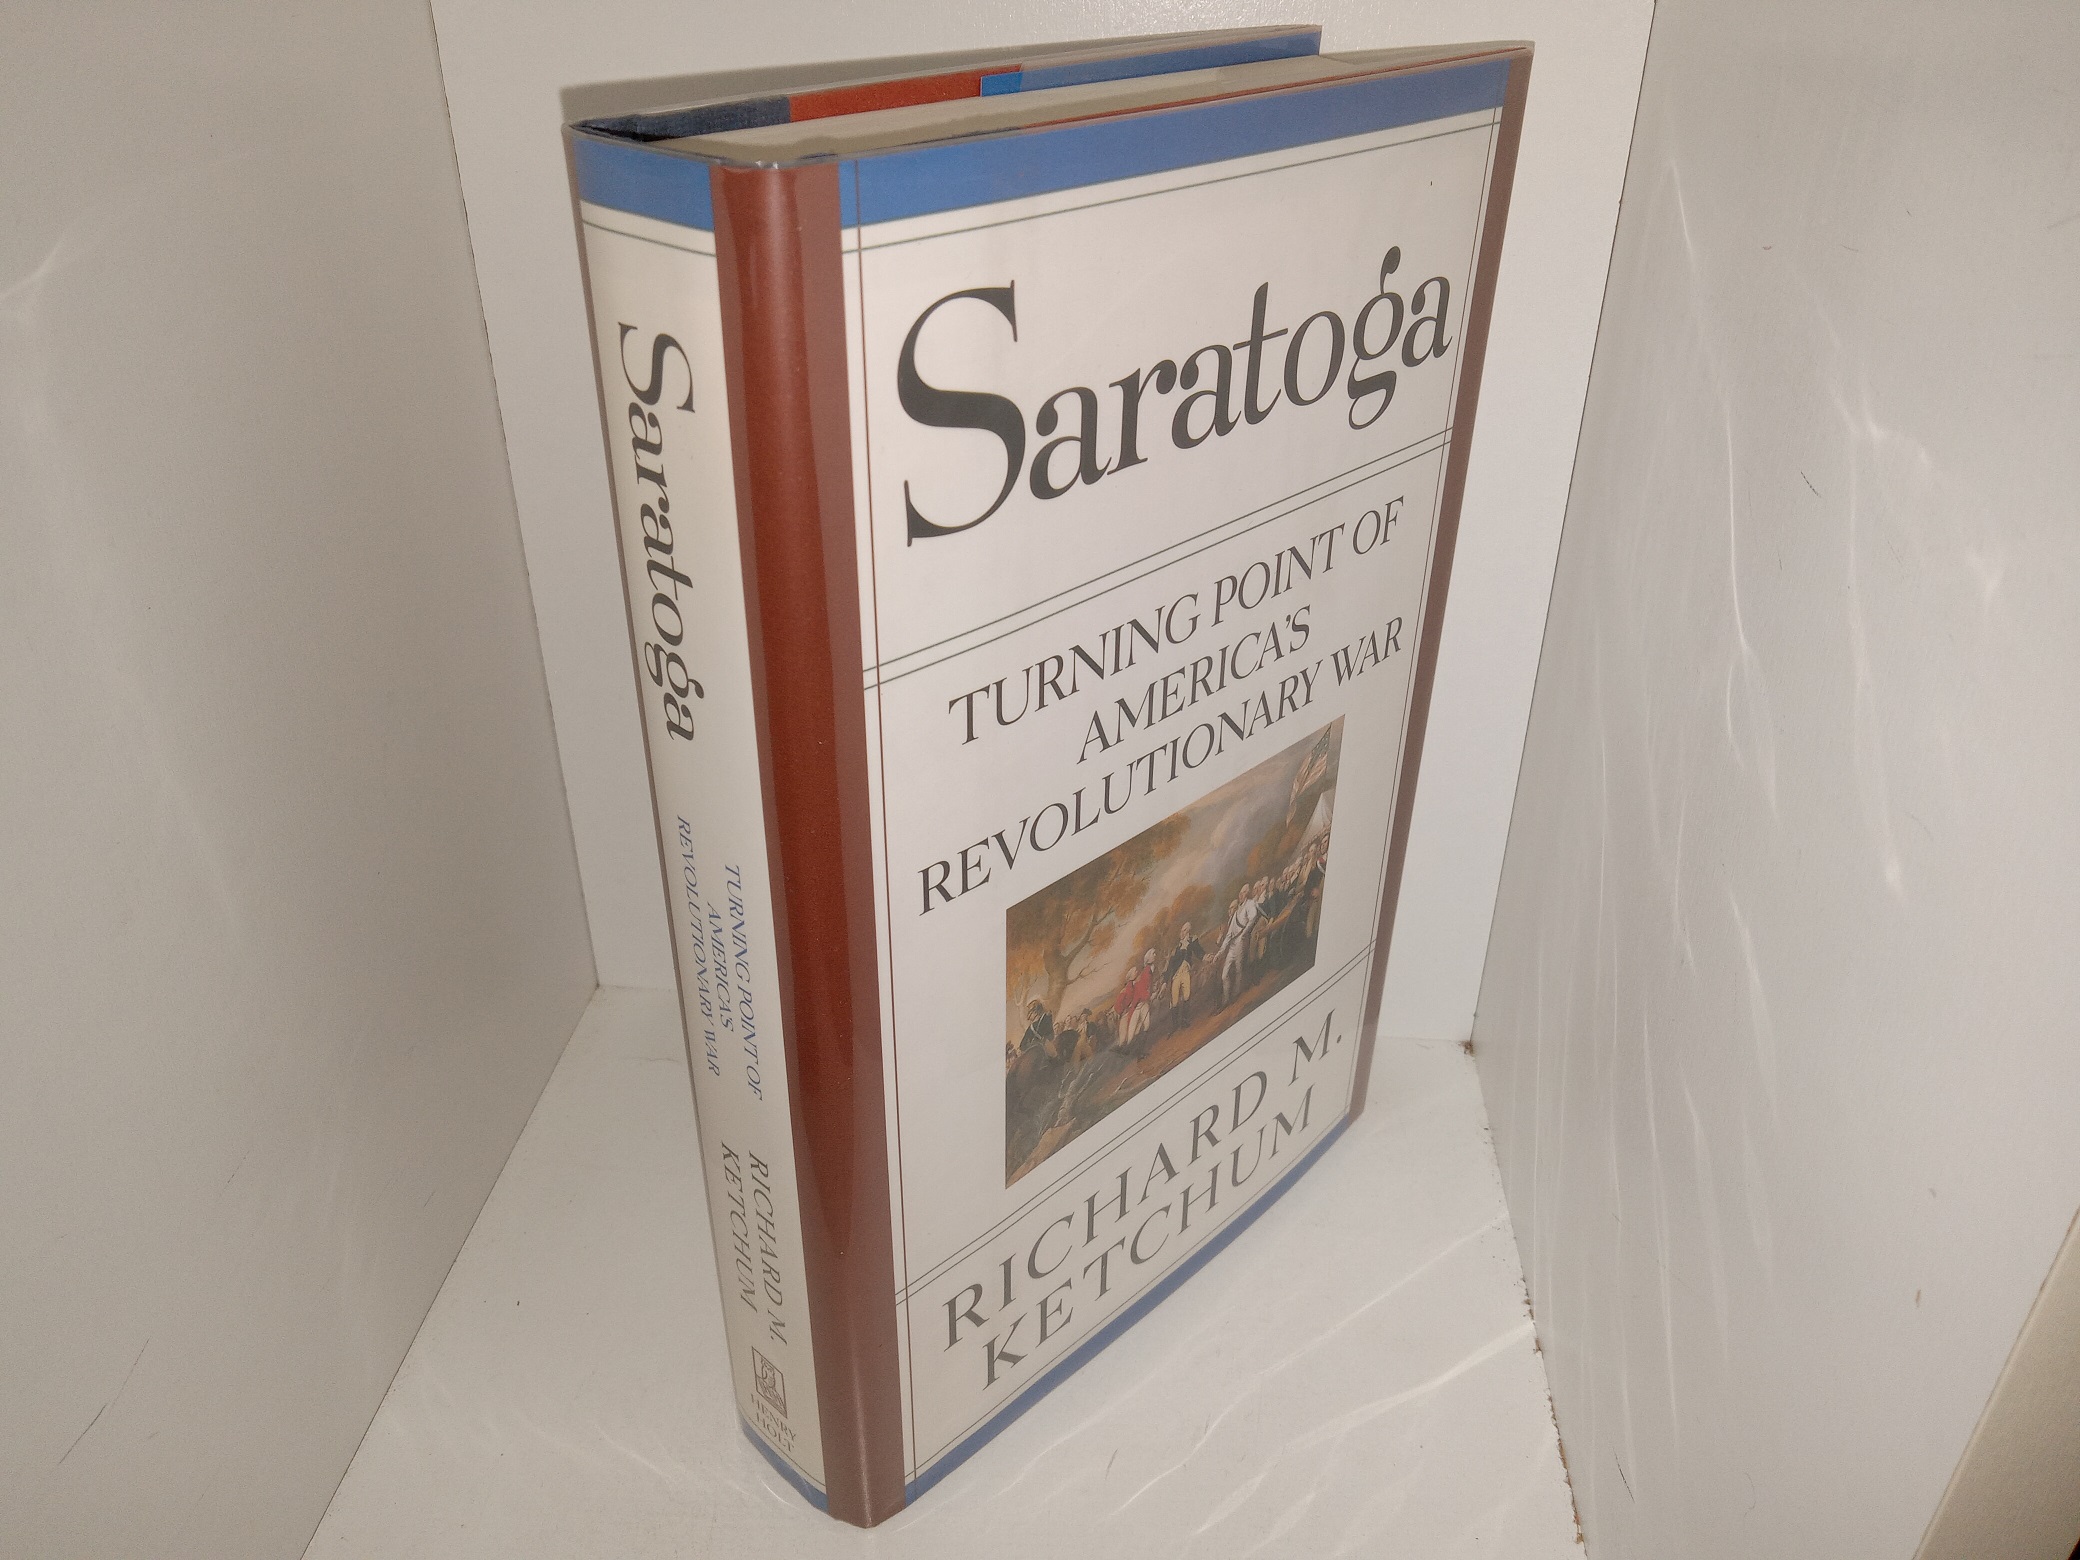 Saratoga
TURNING POINT OF
AMERICA'S
REVOLUTIONARY WAR
RICHARD M.
KETCHUM
Saratoga
TURNING POINT OF
AMERICA'S
REVOLUTIONARY WAR
RICHARD M.
KETCHUM
HENRY
HOLT